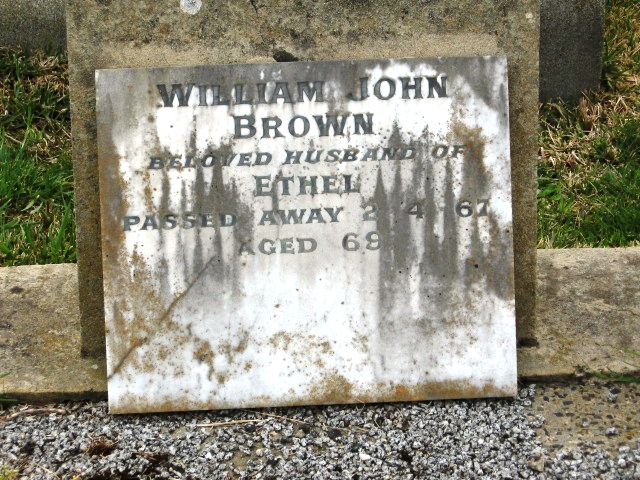 WILLIAM JOHN
BROWN
BELOVED HUSBAND OF
ETHEL
PASSED AWAY 2 - 4 - 67
AGED 69